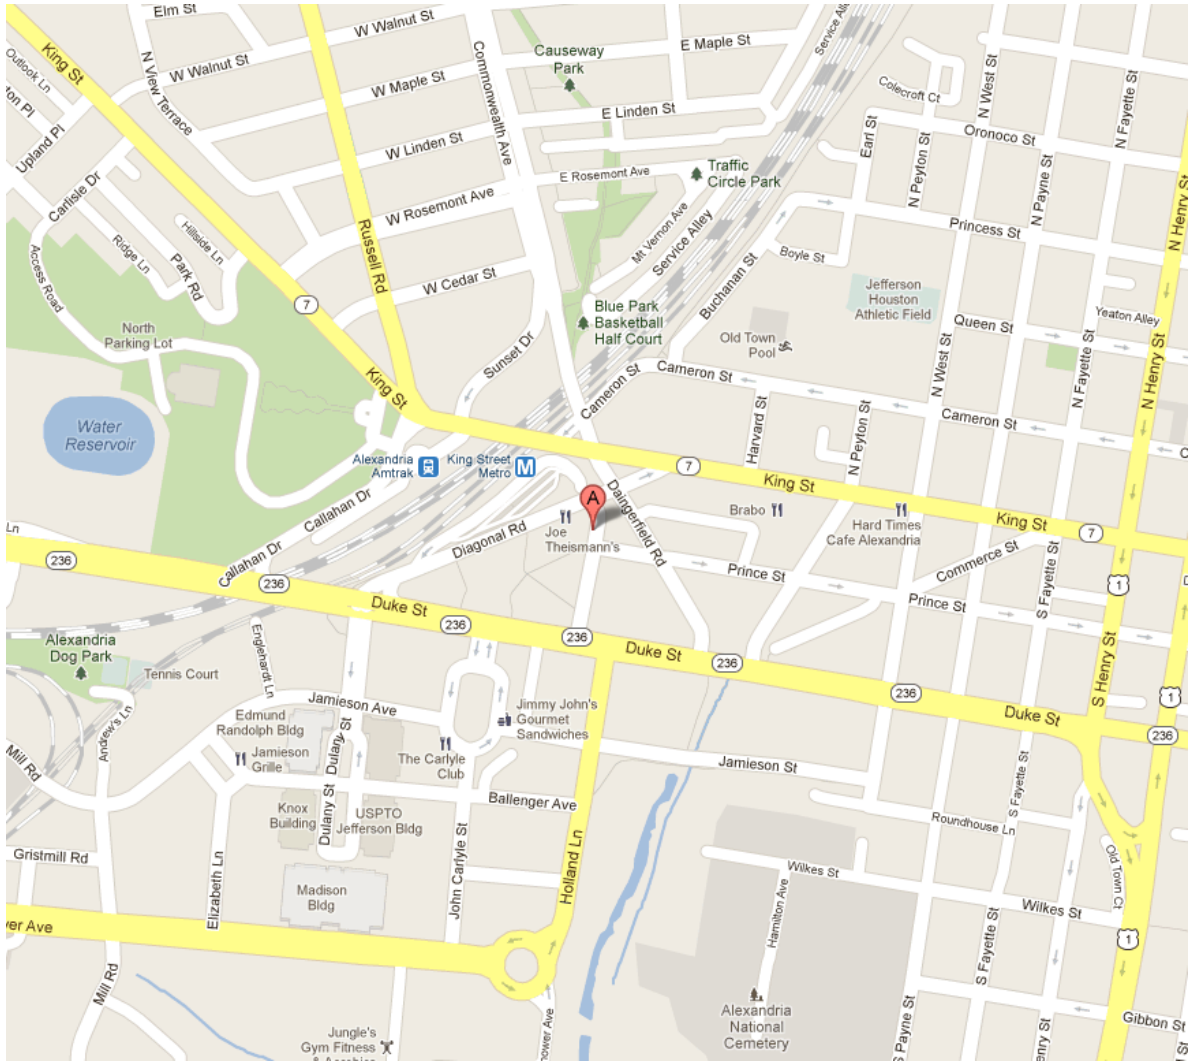 Elm St
W Walnut St
King St
N View Terrace
W Walnut St
Outlook Ln
Upland Pl
W Maple St
W Linden St
Commonwealth Ave
Causeway
Park
E Maple St
E Linden St
Service Alley
Colecroft Ct
N West St
Earl St
Oronoco St
N Fayette St
N Peyton St
N Payne St
Traffic
Circle Park
E Rosemont Ave
W Rosemont Ave
Carlisle Dr
Hillside Ln
Ridge Ln
Park Rd
Access Road
Russell Rd
7
W Cedar St
Mt Vernon Ave
Service Alley
Buchanan St
Boyle St
Princess St
N Henry St
Jefferson
Houston
Athletic Field
Yeaton Alley
Queen St
Blue Park
Basketball
Half Court
Old Town
Pool
North
Parking Lot
Sunset Dr
Cameron St
Cameron St
N West St
N Fayette St
N Henry St
King St
Cameron St
Harvard St
N Peyton St
Water
Reservoir
Alexandria
Amtrak
King Street
Metro
M
7
King St
Callahan Dr
Daingerfield Rd
A
Brabo
Hard Times
Cafe Alexandria
King St
7
Diagonal Rd
Joe
Theismann's
Commerce St
Ln
236
Callahan Dr
236
Prince St
Prince St
S Fayette St
1
Duke St
236
236
Duke St
236
236
Duke St
S Henry St
1
236
Alexandria
Dog Park
Tennis Court
Englehardt Ln
Jamieson Ave
Andrew's Ln
Mill Rd
Edmund
Randolph Bldg
Jamieson
Grille
Dulany St
The Carlyle
Club
Jimmy John's
Gourmet
Sandwiches
Jamieson St
S Fayette St
Ballenger Ave
Knox
Building
Dulany St
USPTO
Jefferson Bldg
Roundhouse Ln
Old Town Ct
Gristmill Rd
Elizabeth Ln
Madison
Bldg
John Carlyle St
Holland Ln
Wilkes St
Hamilton Ave
Wilkes St
S Fayette St
1
Mill Rd
Alexandria
National
Cemetery
S Payne St
Gibbon St
Jungle's
Gym Fitness